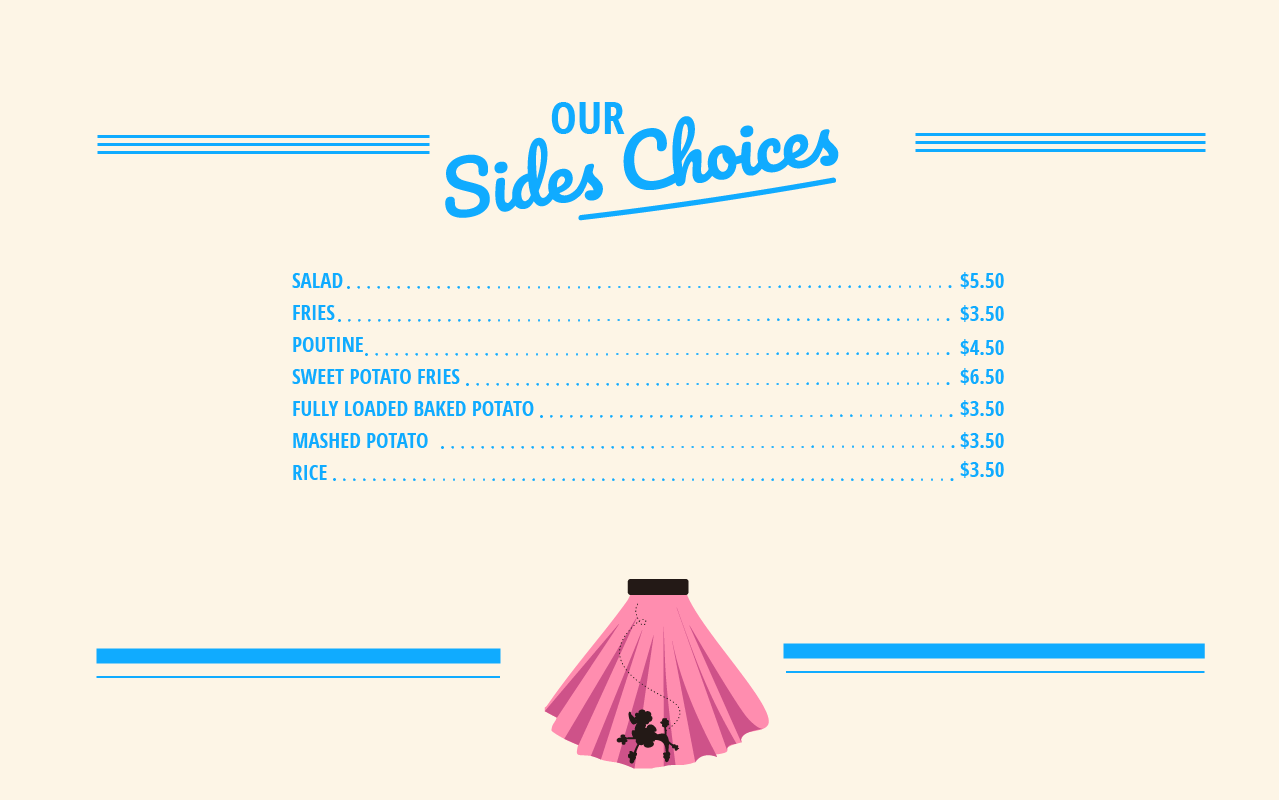 OUR
Sides Choices
SALAD . . . . . . . . . . . . . . . . . . . . $5.50
FRIES . . . . . . . . . . . . . . . . . . . . $3.50
POUTINE . . . . . . . . . . . . . . . . . . . . $4.50
SWEET POTATO FRIES . . . . . . . . . . . . . . . . . . . . $6.50
FULLY LOADED BAKED POTATO . . . . . . . . . . . . . . . . . . . . $3.50
MASHED POTATO . . . . . . . . . . . . . . . . . . . . $3.50
RICE . . . . . . . . . . . . . . . . . . . . $3.50